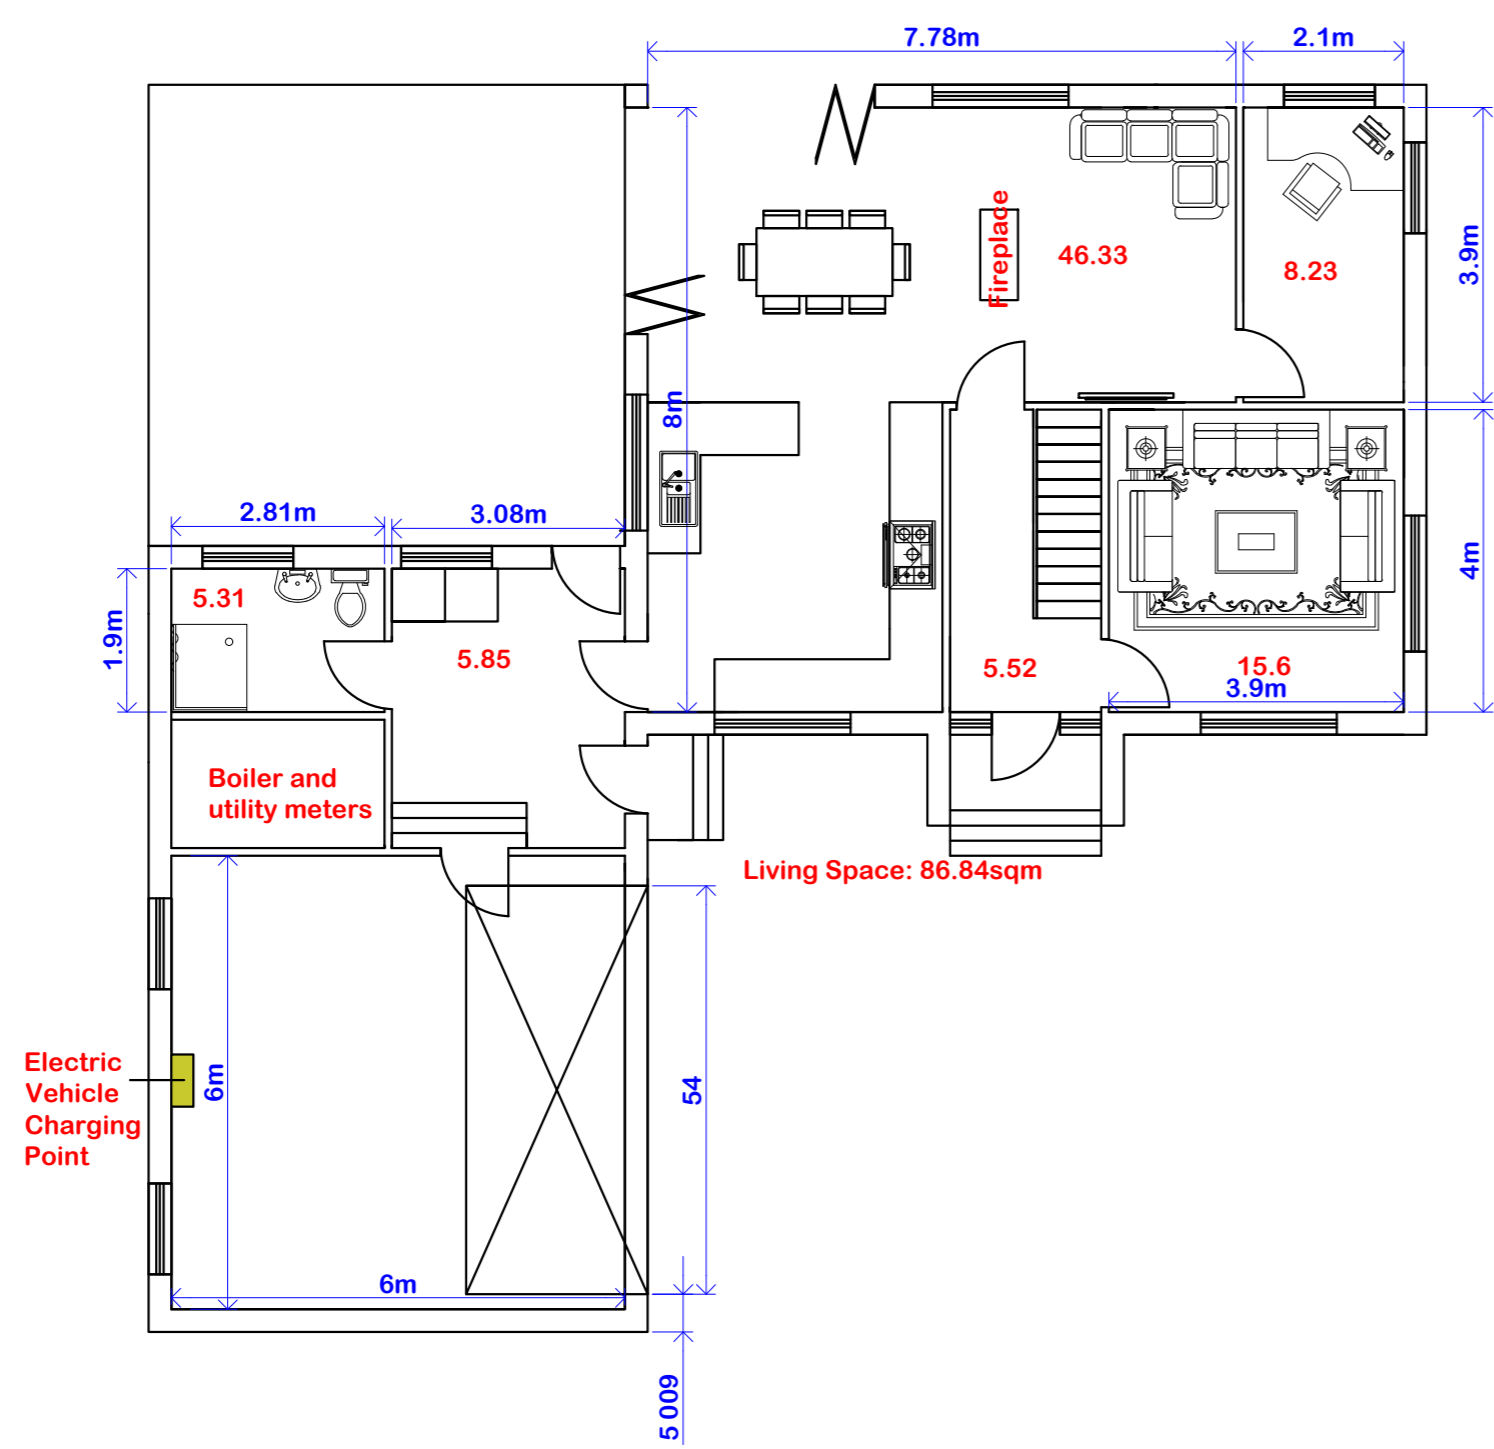 7.78m
2.1m
Fireplace
46.33
8.23
3.9m
8m
2.81m
3.08m
4m
5.31
1.9m
5.85
5.52
15.6
3.9m
Boiler and
utility meters
Living Space: 86.84sqm
Electric
Vehicle
Charging
Point
6m
54
6m
5 009